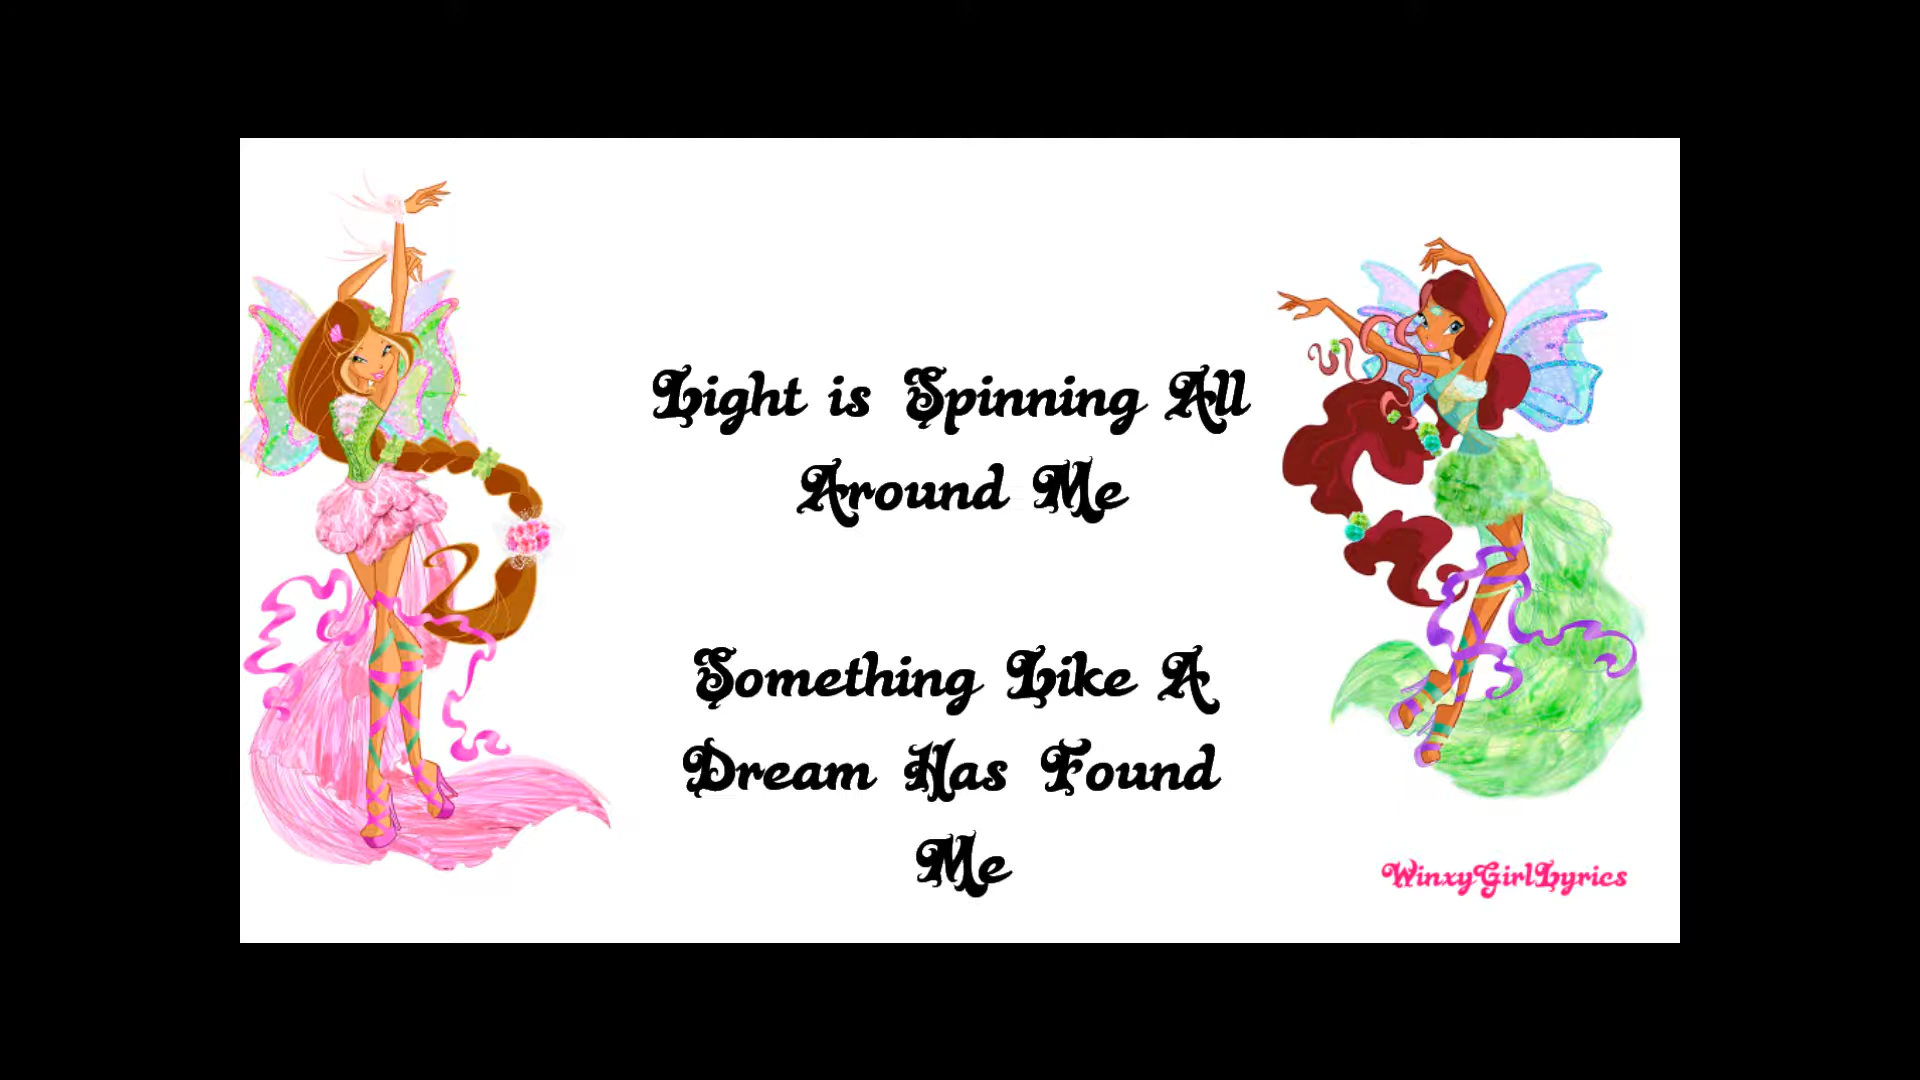 Light is Spinning All
Around Me
Something Like A
Dream Has Found
Me
WinxyGirlLyrics